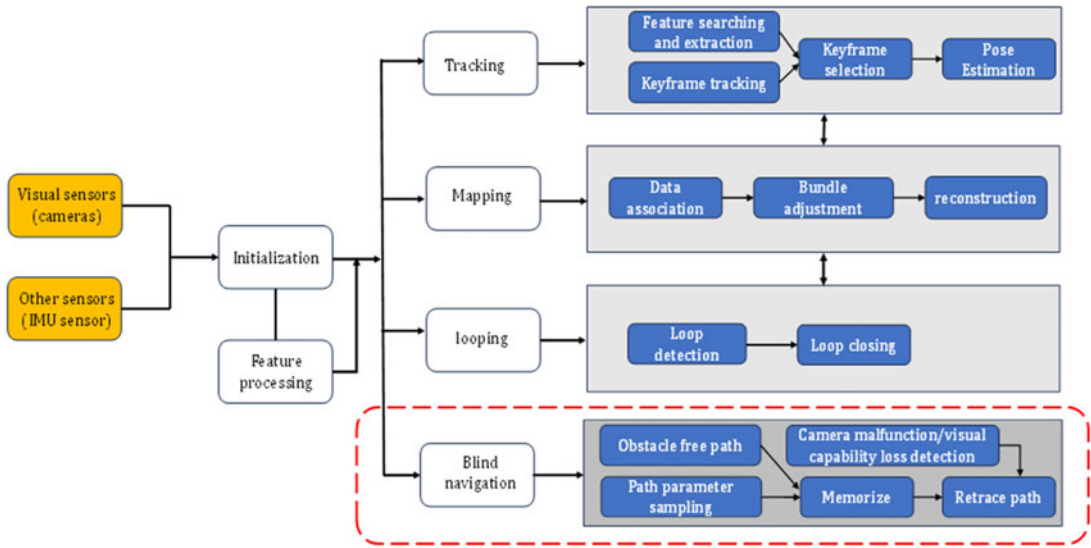 Visual sensors
(cameras)
Other sensors
( IMU sensor)
Initialization
Feature
processing
Tracking
Feature searching
and extraction
Keyframe tracking
Keyframe
selection
Pose
Estimation
Mapping
Data
association
Bundle
adjustment
reconstruction
looping
Loop
detection
Loop closing
Blind
navigation
Obstacle free path
Path parameter
sampling
Camera malfunction/visual
capability loss detection
Memorize
Retrace path